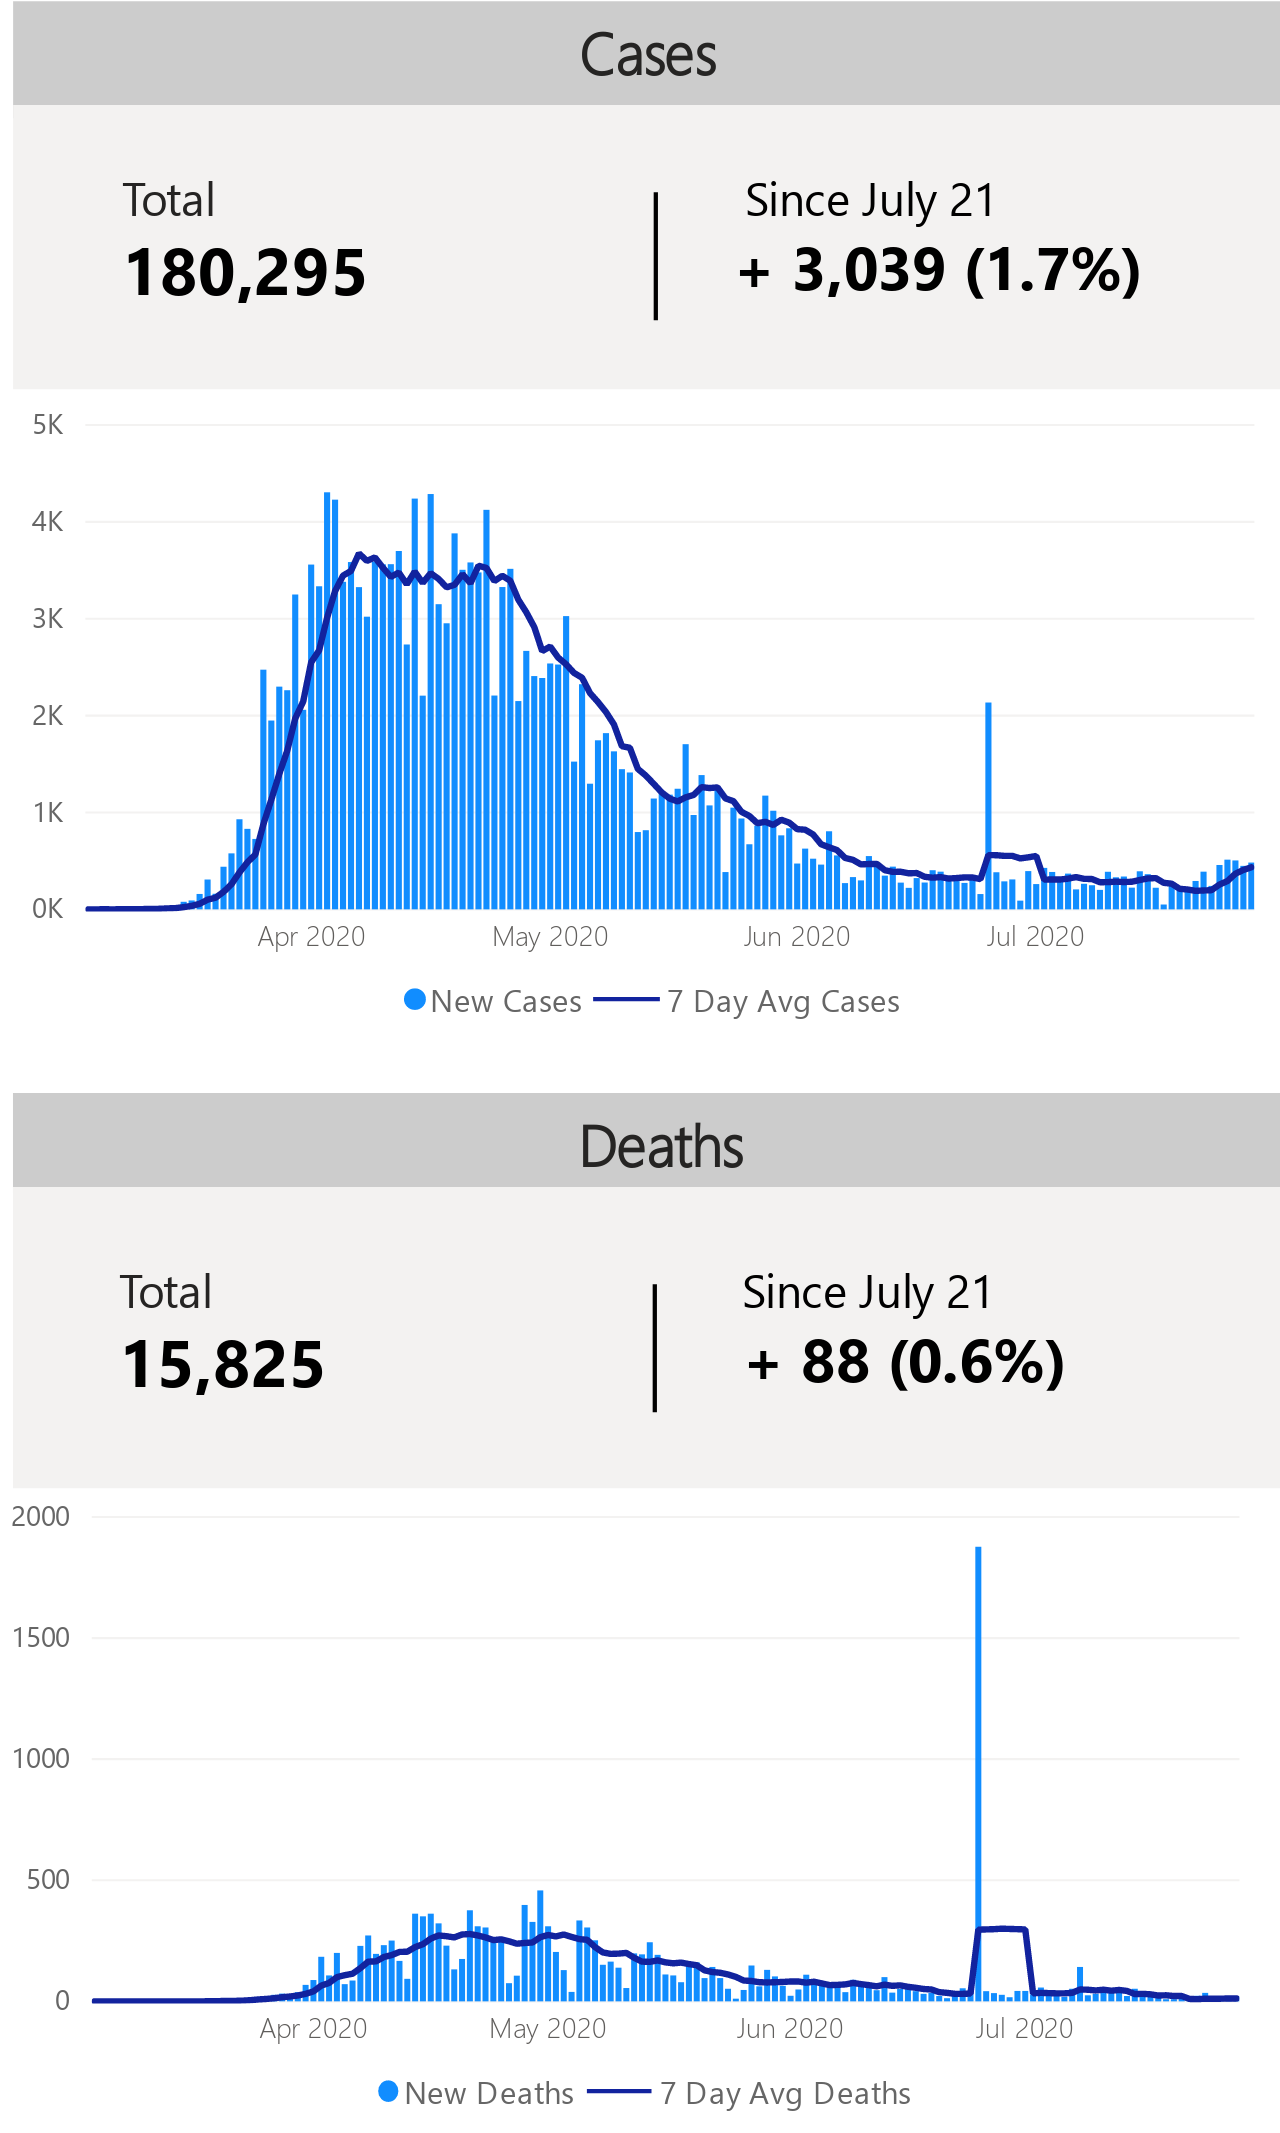 Cases
Total
Since July 21
180,295
+ 3,039 (1.7%)
5K
4K
3K
2K
1K
0K
Apr 2020
May 2020
Jun 2020
Jul 2020
New Cases
7 Day Avg Cases
Deaths
Total
Since July 21
15,825
+ 88 (0.6%)
2000
1500
1000
500
0
Apr 2020
May 2020
Jun 2020
Jul 2020
New Deaths
7 Day Avg Deaths